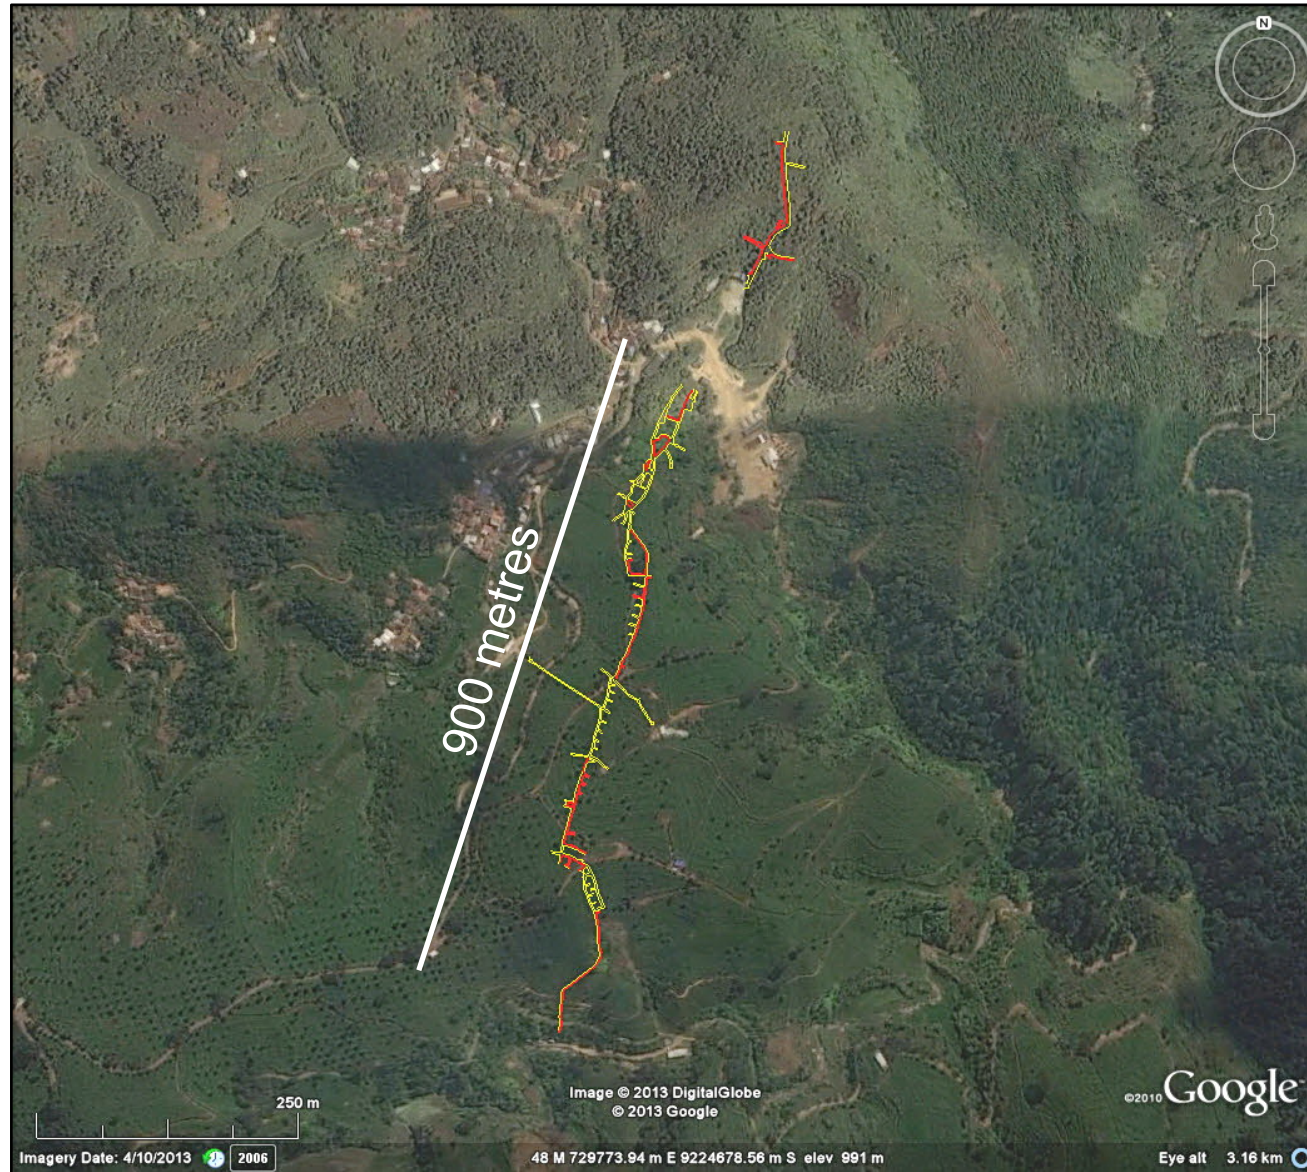 N
900 metres
250 m
Image © 2013 DigitalGlobe
© 2013 Google
©2010 Google
Imagery Date: 4/10/2013 2006 48 M 729773.94 m E 9224678.56 m S elev 991 m Eye alt 3.16 km